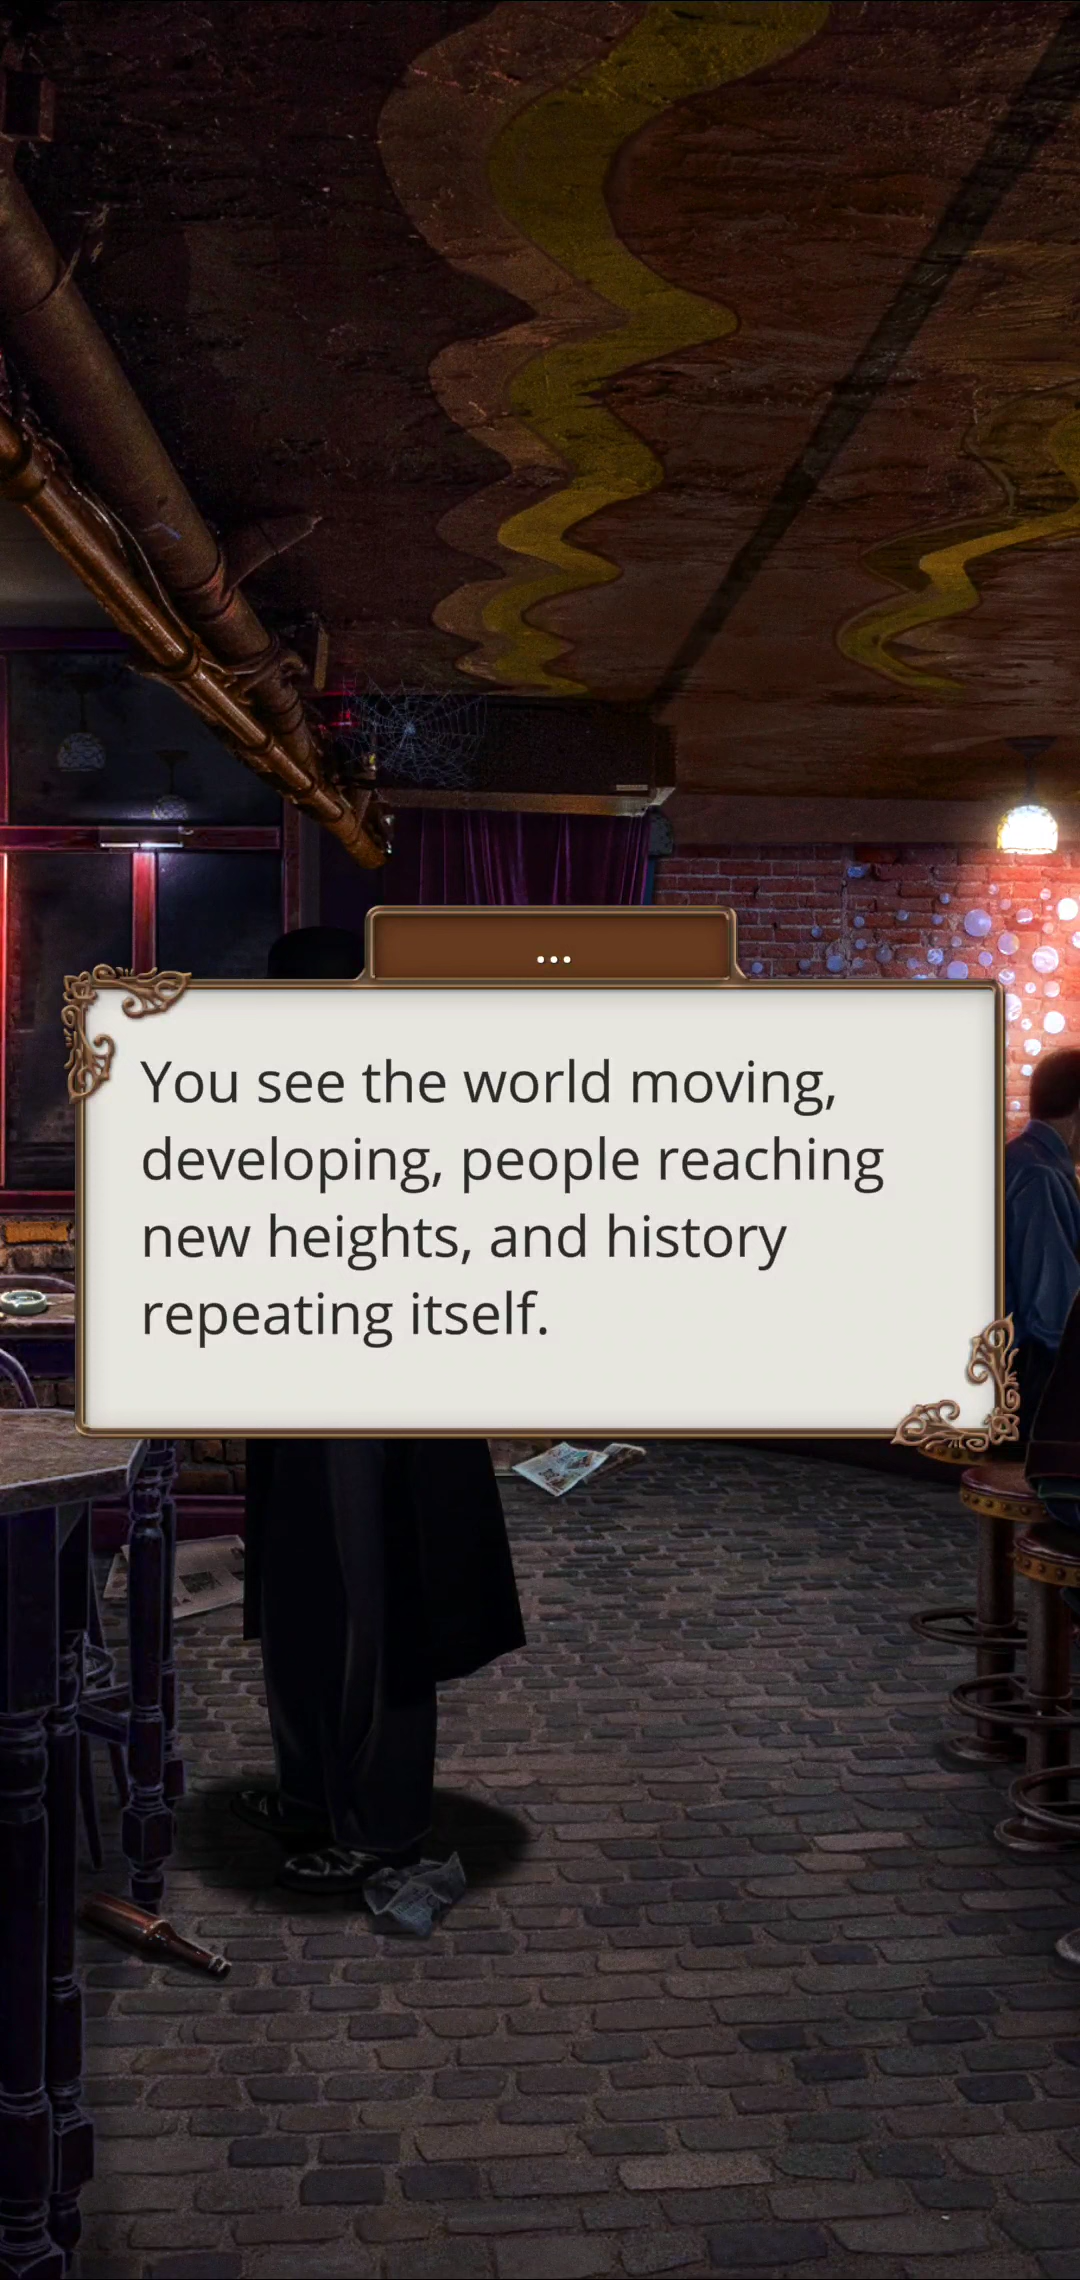 ...
You see the world moving,
developing, people reaching
new heights, and history
repeating itself.